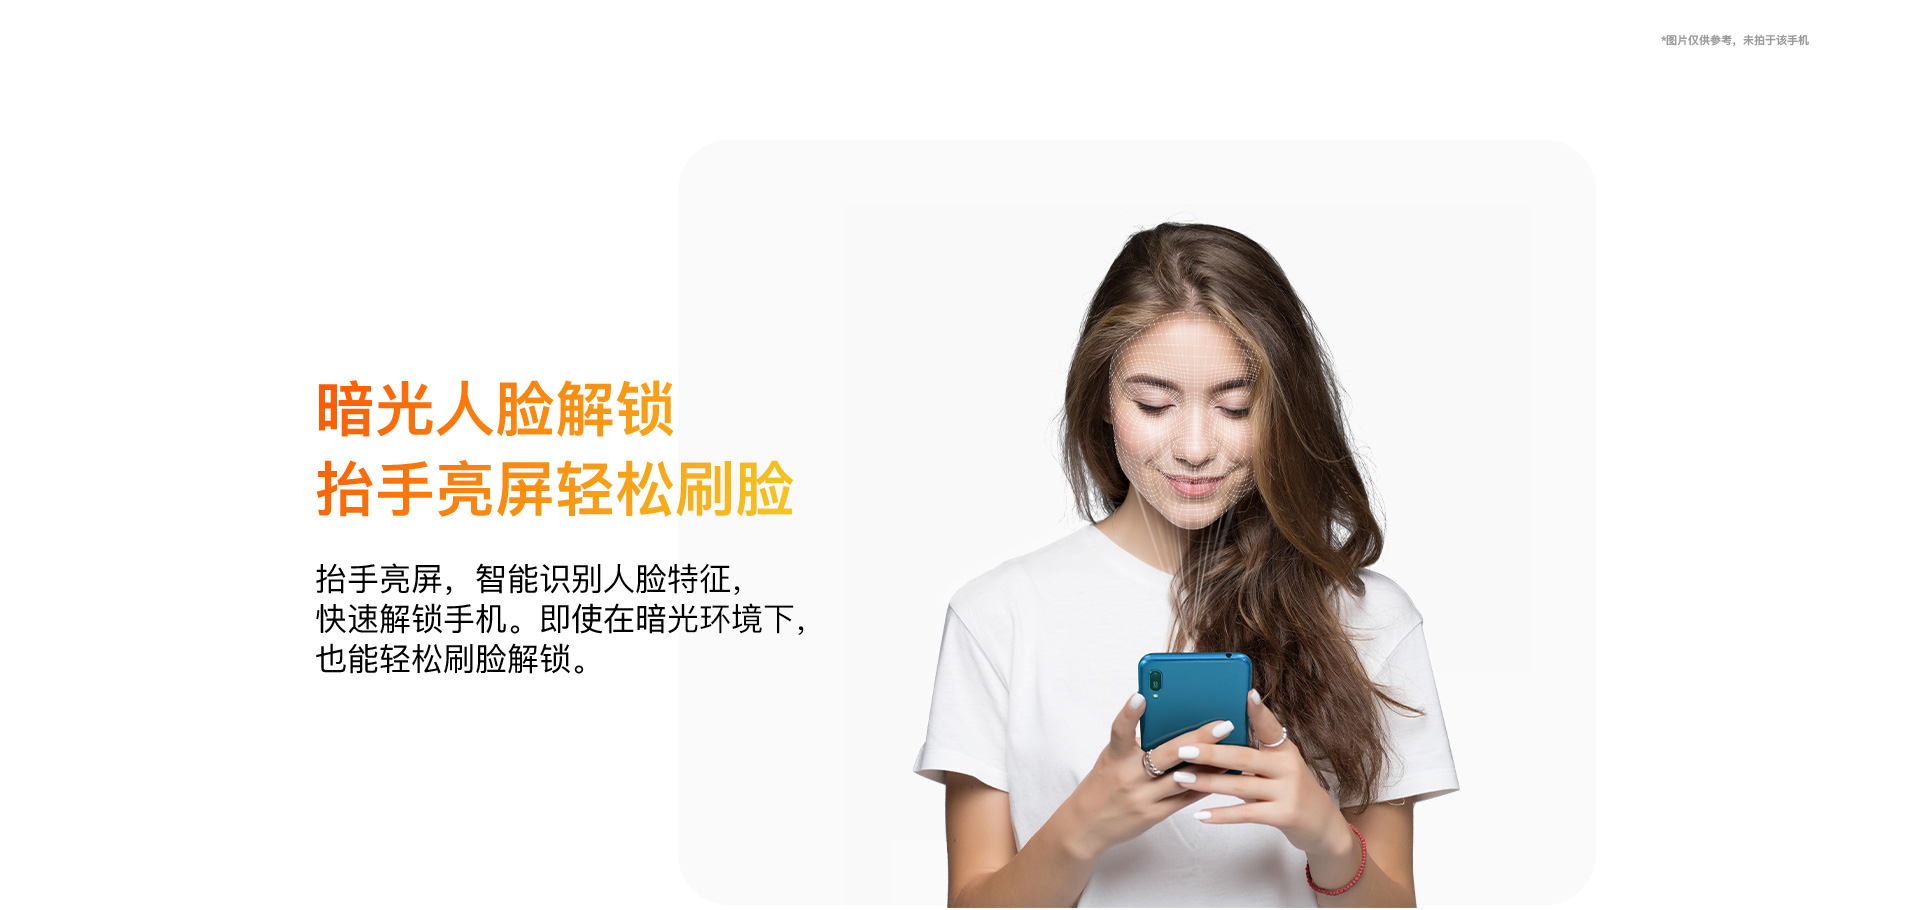 *图片仅供参考，未拍于该手机
暗光人脸解锁
抬手亮屏轻松刷脸
抬手亮屏，智能识别人脸特征，
快速解锁手机。即使在暗光环境下，
也能轻松刷脸解锁。